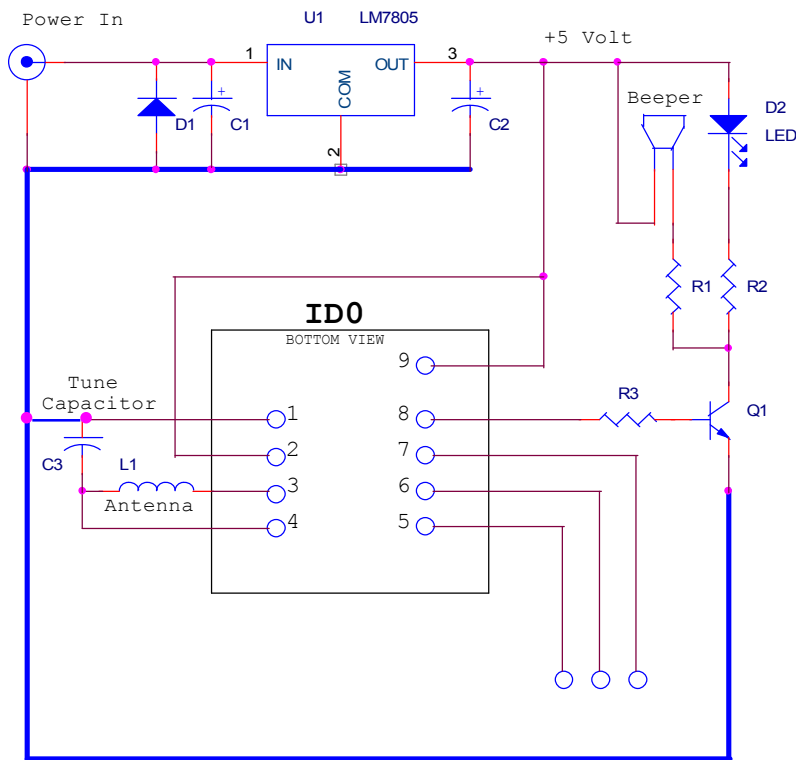 Power In
U1 LM7805
+5 Volt
1 IN OUT 3
COM
2
D1
C1
+
C2
+
Beeper
D2
LED
R1
R2
ID0
BOTTOM VIEW
Tune
Capacitor
C3
L1
Antenna
1
2
3
4
9
8
7
6
5
R3
Q1